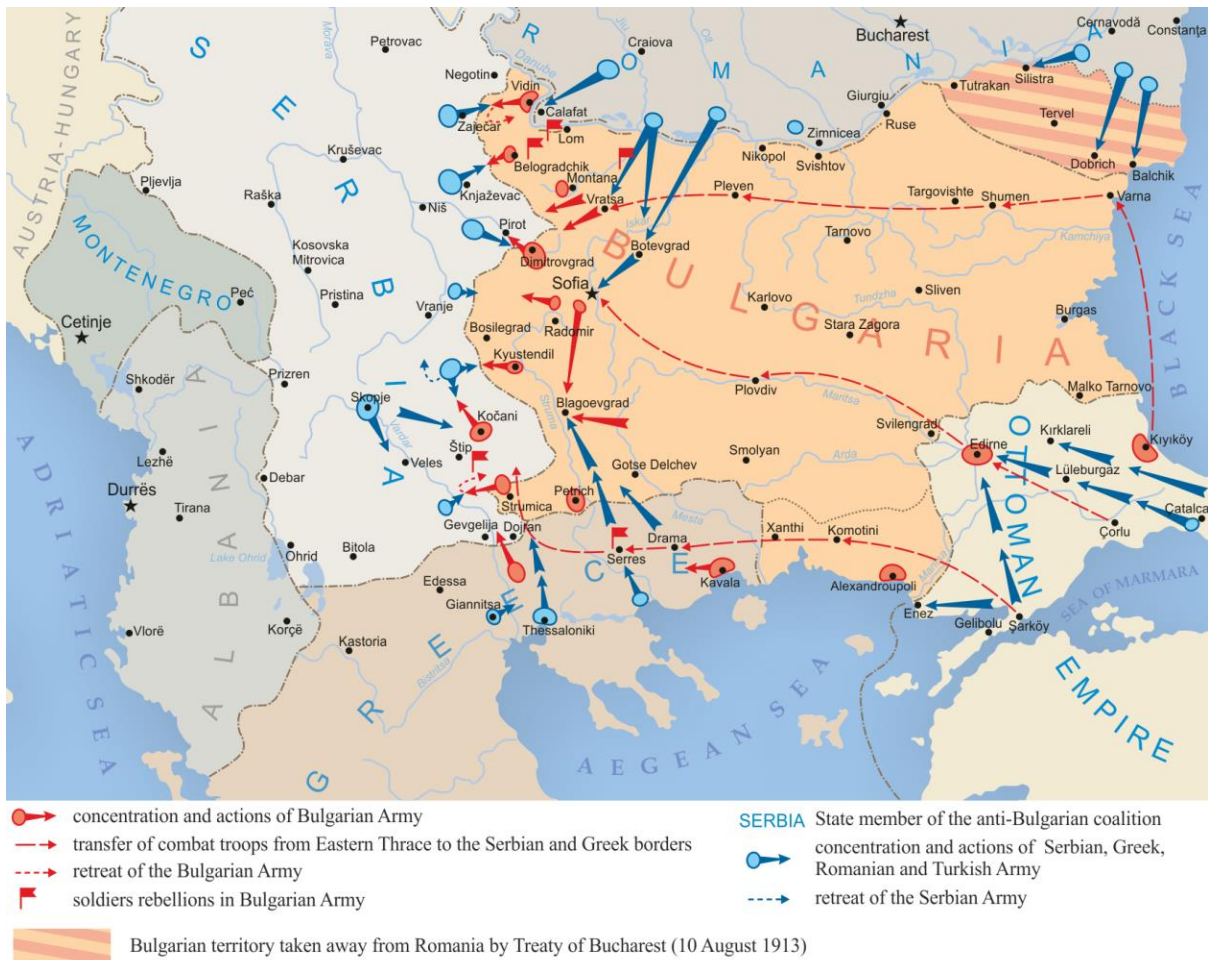 Petrovac
Morava
SERBIA
Negotin
Danube
Craiova
Jiu
Olt
ROMANIA
Bucharest
Cernavodă
Constanţa
Vidin
Calafat
Lom
Zaječar
Giurgiu
Ruse
Tutrakan
Silistra
Tervel
Zimnicea
Nikopol
Svishtov
Dobrich
Balchik
AUSTRIA-HUNGARY
Kruševac
Belogradchik
Knjaževac
Montana
Vratsa
Pleven
Targovishte
Shumen
Varna
Pljevlja
Raška
Niš
Pirot
Iskar
Tarnovo
Kamchiya
MONTENEGRO
Kosovska
Mitrovica
Dimitrovgrad
Botevgrad
BULGARIA
Sofia
Peć
Pristina
Vranje
Karlovo
Tundzha
Sliven
Cetinje
Bosilegrad
Radomir
Stara Zagora
Burgas
BLACK SEA
Kyustendil
Shkodër
Prizren
Skopje
Blagoevgrad
Struma
Plovdiv
Maritsa
Malko Tarnovo
Kočani
Vardar
Štip
Veles
Svilengrad
Edirne
Kırklareli
Kıyıköy
Lezhë
Debar
Gotse Delchev
Smolyan
Arda
Lüleburgaz
OTTOMAN
EMPIRE
ADRIATIC SEA
Durrës
Tirana
ALBANIA
Strumica
Petrich
Catalca
Çorlu
Lake Ohrid
Ohrid
Bitola
Gevgelija
Dojran
Mesta
Serres
Drama
Xanthi
Komotini
Maritsa
Edessa
Giannitsa
Thessaloniki
Kavala
Alexandroupoli
Enez
Gelibolu
Şarköy
SEA OF MARMARA
Vlorë
Korçë
Kastoria
Bistritsa
GREECE
AEGEAN SEA
concentration and actions of Bulgarian Army
transfer of combat troops from Eastern Thrace to the Serbian and Greek borders
retreat of the Bulgarian Army
soldiers rebellions in Bulgarian Army
SERBIA State member of the anti-Bulgarian coalition
concentration and actions of Serbian, Greek,
Romanian and Turkish Army
retreat of the Serbian Army
Bulgarian territory taken away from Romania by Treaty of Bucharest (10 August 1913)